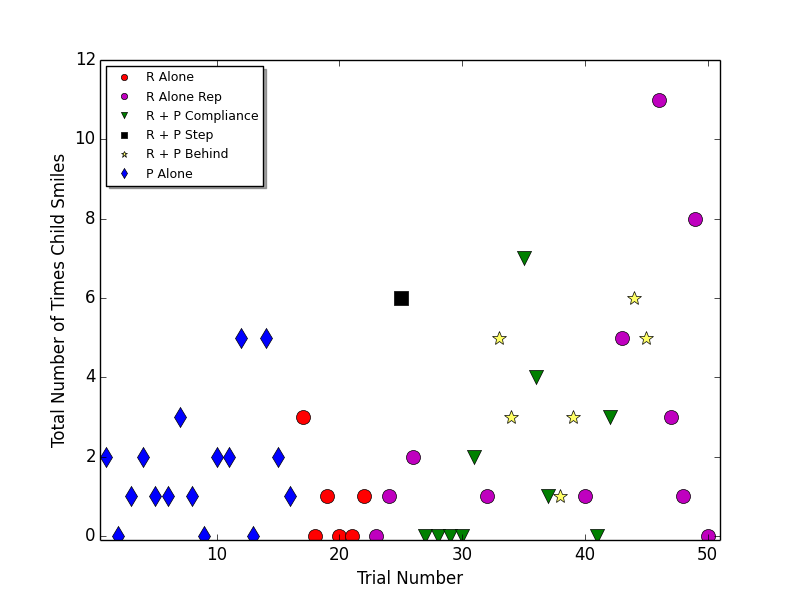 12
10
8
6
4
2
0
R Alone
R Alone Rep
R + P Compliance
R + P Step
R + P Behind
P Alone
Total Number of Times Child Smiles
10 20 30 40 50
Trial Number